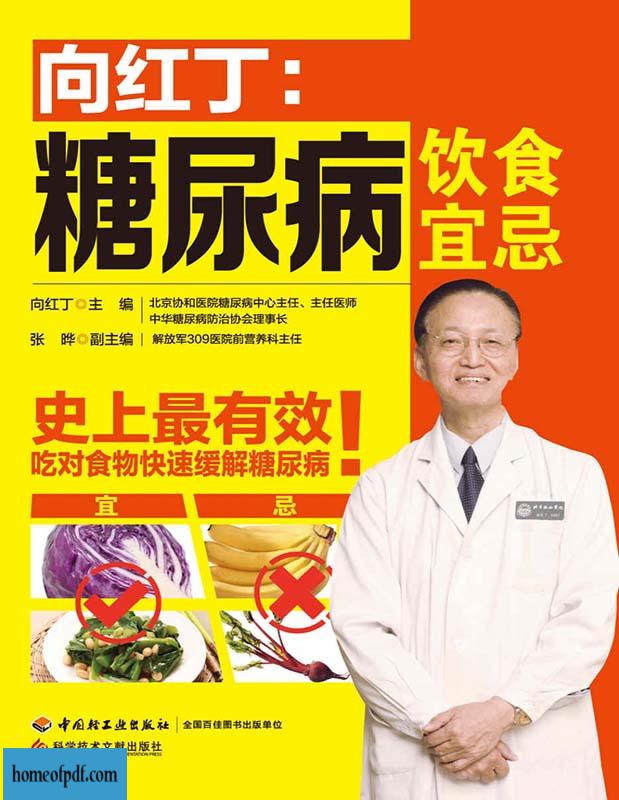 向红丁：
糖尿病
饮食
宜忌
向红丁 主 编 北京协和医院糖尿病中心主任、主任医师
中华糖尿病防治协会理事长
张 晔 副主编 解放军309医院前营养科主任
史上最有效！
吃对食物快速缓解糖尿病
宜 忌
中国轻工业出版社 全国百佳图书出版单位
科学技术文献出版社
homeofpdf.com